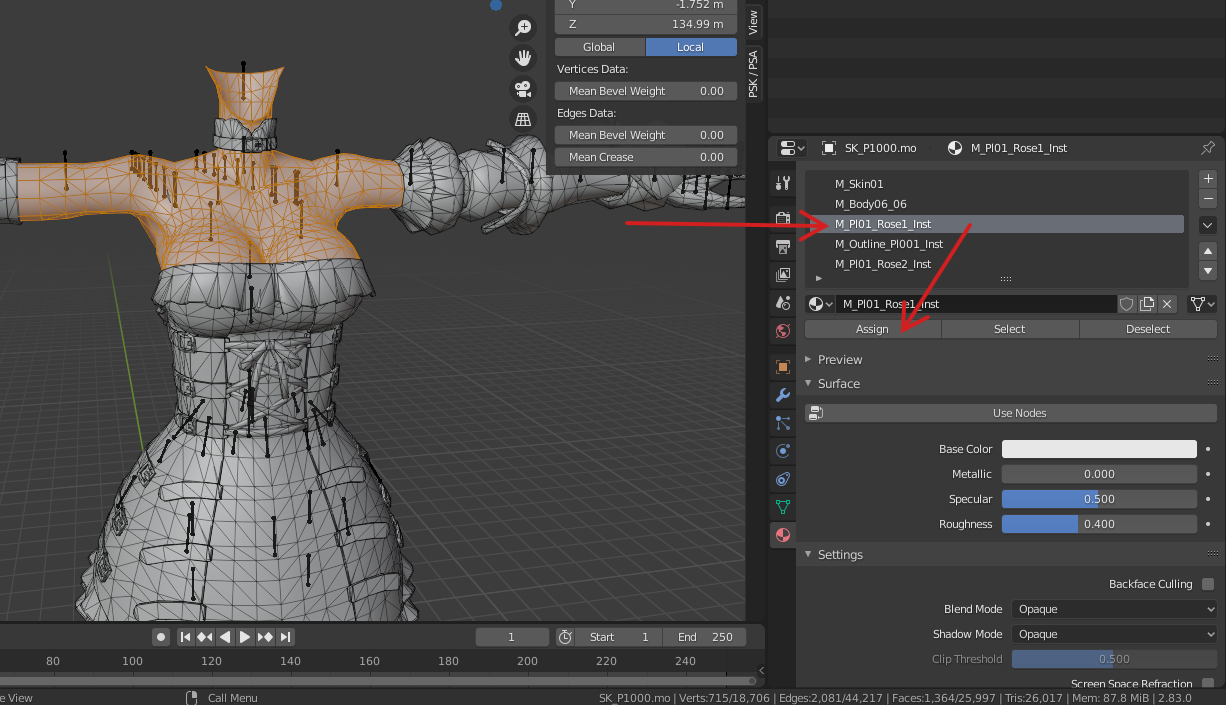 Y -1.752 m
Z 134.99 m
Global Local
Vertices Data:
Mean Bevel Weight 0.00
Edges Data:
Mean Bevel Weight 0.00
Mean Crease 0.00
View
PSK / PSA
SK_P1000.mo M_Pl01_Rose1_Inst
M_Skin01
M_Body06_06
M_Pl01_Rose1_Inst
M_Outline_Pl001_Inst
M_Pl01_Rose2_Inst
M_Pl01_Rose1_Inst
Assign Select Deselect
Preview
Surface
Use Nodes
Base Color
Metallic 0.000
Specular 0.500
Roughness 0.400
Settings
Backface Culling
Blend Mode Opaque
Shadow Mode Opaque
Clip Threshold 0.500
Screen Space Refraction
1 Start 1 End 250
80 100 120 140 160 180 200 220 240
e View Call Menu SK_P1000.mo | Verts:715/18,706 | Edges:2,081/44,217 | Faces:1,364/25,997 | Tris:26,017 | Mem: 87.8 MiB | 2.83.0